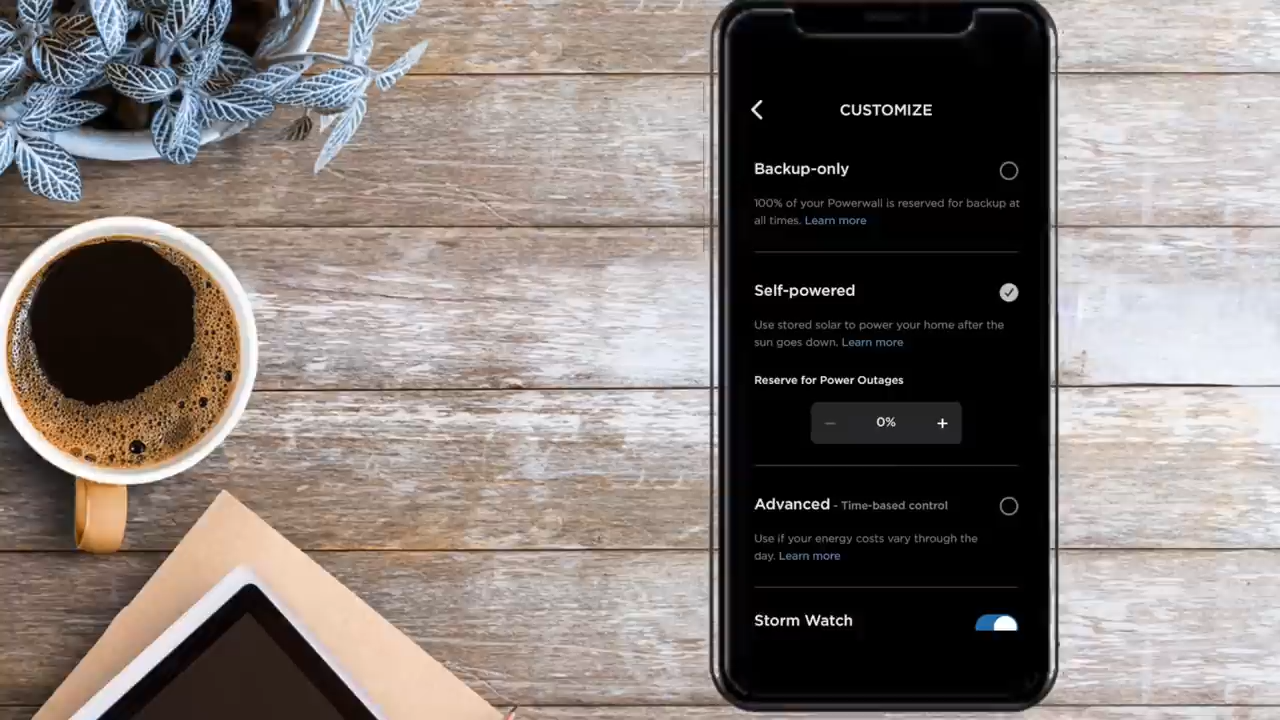 CUSTOMIZE
Backup-only
100% of your Powerwall is reserved for backup at
all times. Learn more
Self-powered
Use stored solar to power your home after the
sun goes down. Learn more
Reserve for Power Outages
− 0% +
Advanced - Time-based control
Use if your energy costs vary through the
day. Learn more
Storm Watch